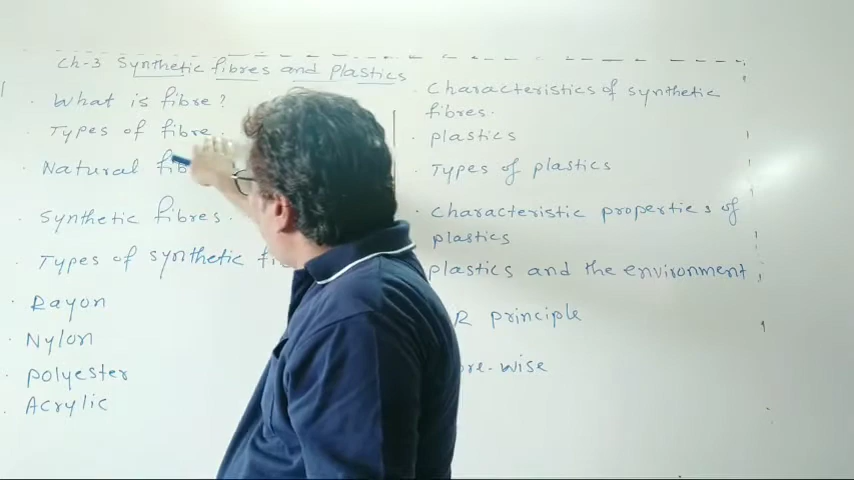 Ch-3 Synthetic fibres and plastics
What is fibre?
Types of fibre.
Natural
Synthetic fibres.
Types of synthetic
Rayon
Nylon
polyester
Acrylic
Characteristics of synthetic
fibres.
plastics
Types of plastics
characteristic properties of
plastics
plastics and the environment
R principle
wise